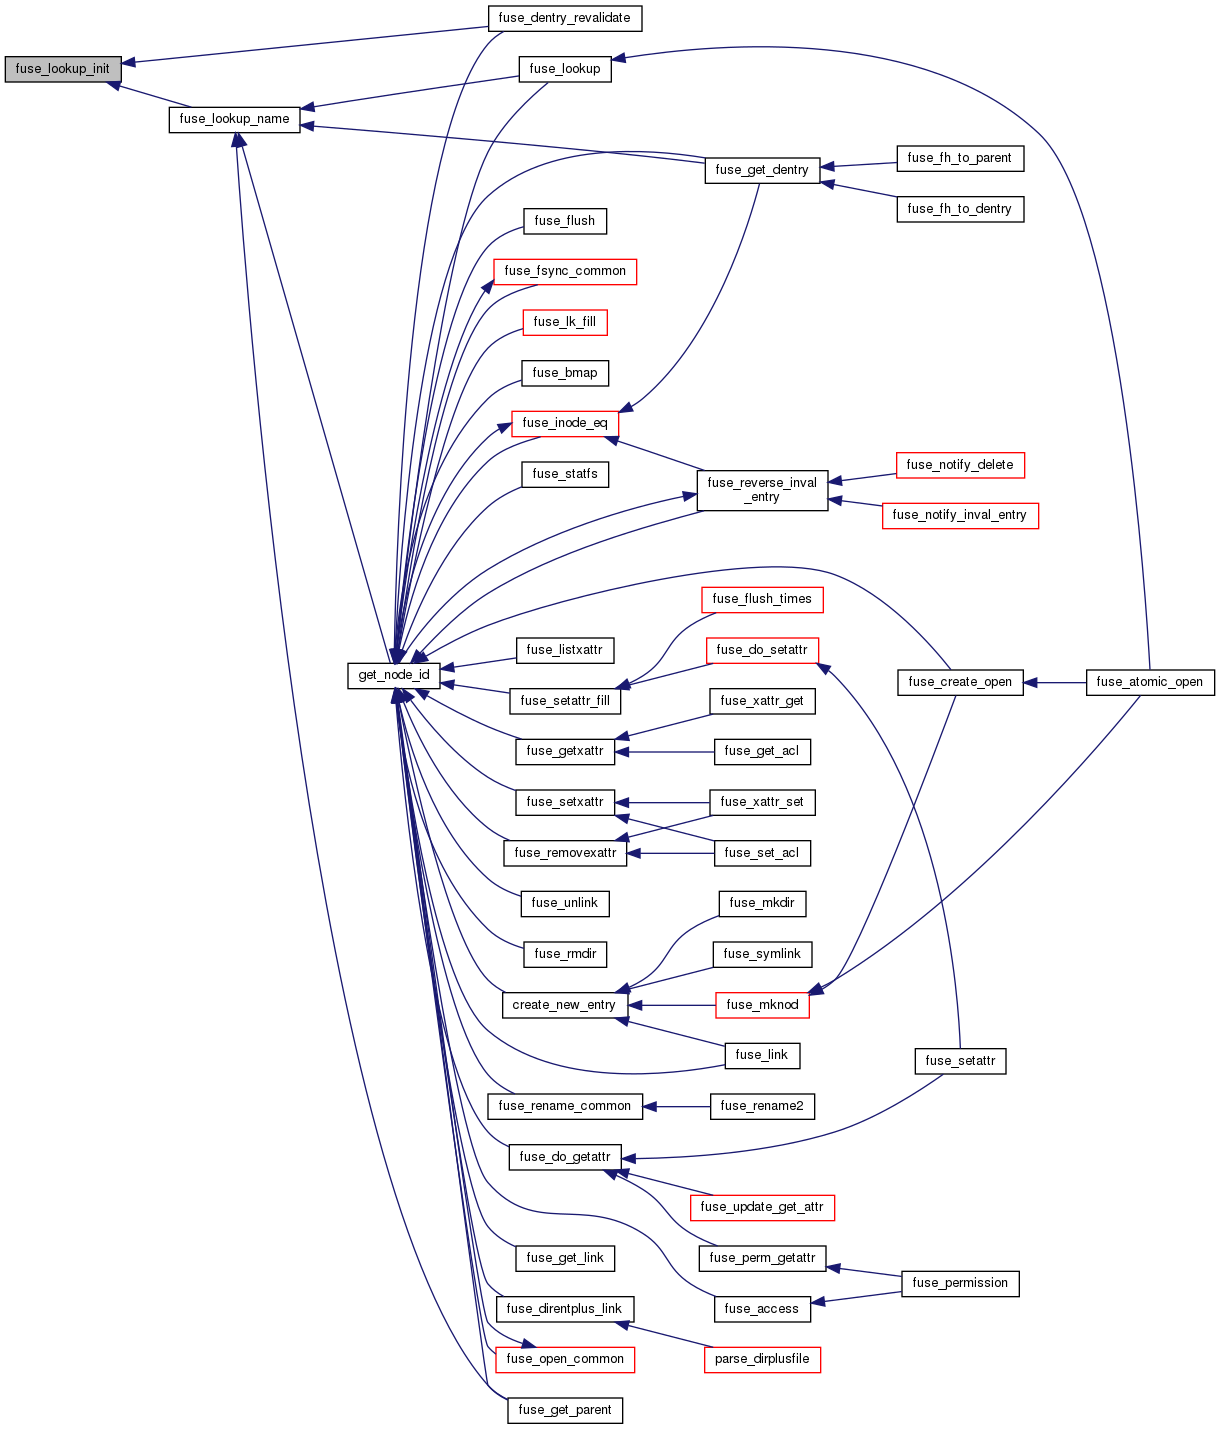 fuse_dentry_revalidate
fuse_lookup_init
fuse_lookup
fuse_lookup_name
fuse_fh_to_parent
fuse_get_dentry
fuse_fh_to_dentry
fuse_flush
fuse_fsync_common
fuse_lk_fill
fuse_bmap
fuse_inode_eq
fuse_notify_delete
fuse_statfs
fuse_reverse_inval
_entry
fuse_notify_inval_entry
fuse_flush_times
fuse_listxattr
fuse_do_setattr
get_node_id
fuse_create_open
fuse_atomic_open
fuse_setattr_fill
fuse_xattr_get
fuse_getxattr
fuse_get_acl
fuse_setxattr
fuse_xattr_set
fuse_removexattr
fuse_set_acl
fuse_unlink
fuse_mkdir
fuse_rmdir
fuse_symlink
create_new_entry
fuse_mknod
fuse_link
fuse_setattr
fuse_rename_common
fuse_rename2
fuse_do_getattr
fuse_update_get_attr
fuse_get_link
fuse_perm_getattr
fuse_permission
fuse_direntplus_link
fuse_access
fuse_open_common
parse_dirplusfile
fuse_get_parent